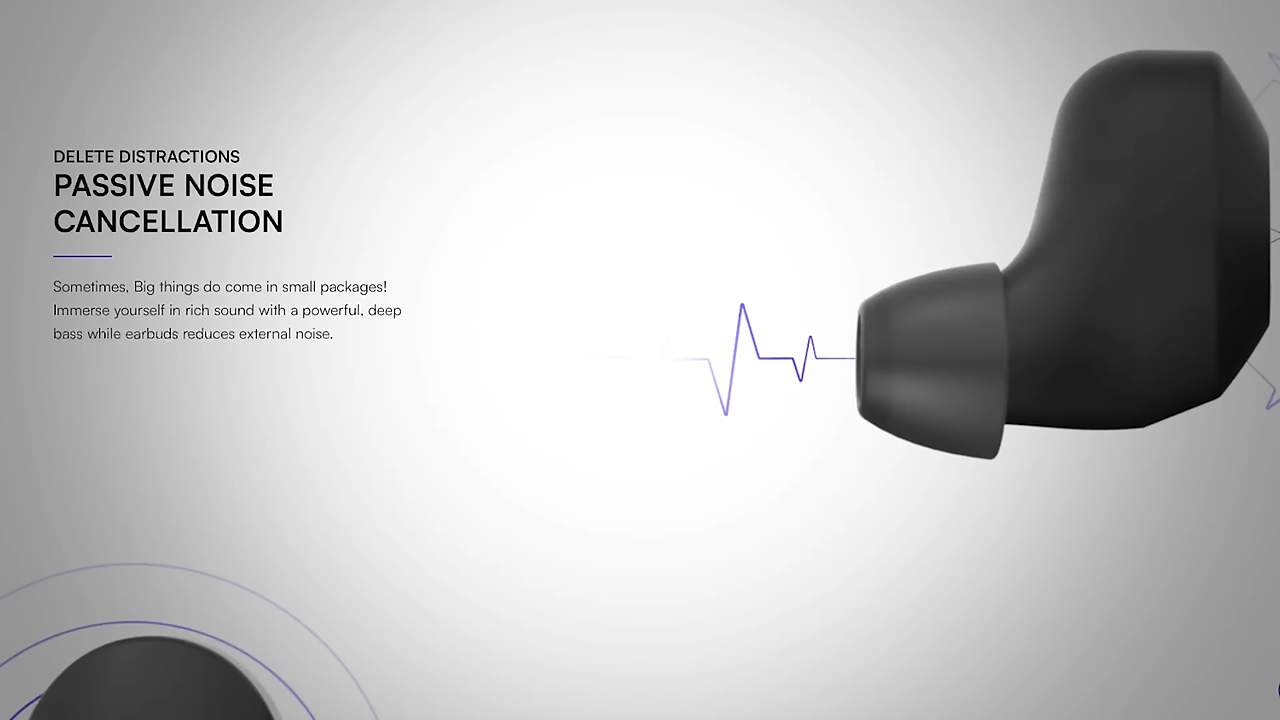 DELETE DISTRACTIONS
PASSIVE NOISE
CANCELLATION
Sometimes, Big things do come in small packages!
Immerse yourself in rich sound with a powerful, deep
bass while earbuds reduces external noise.